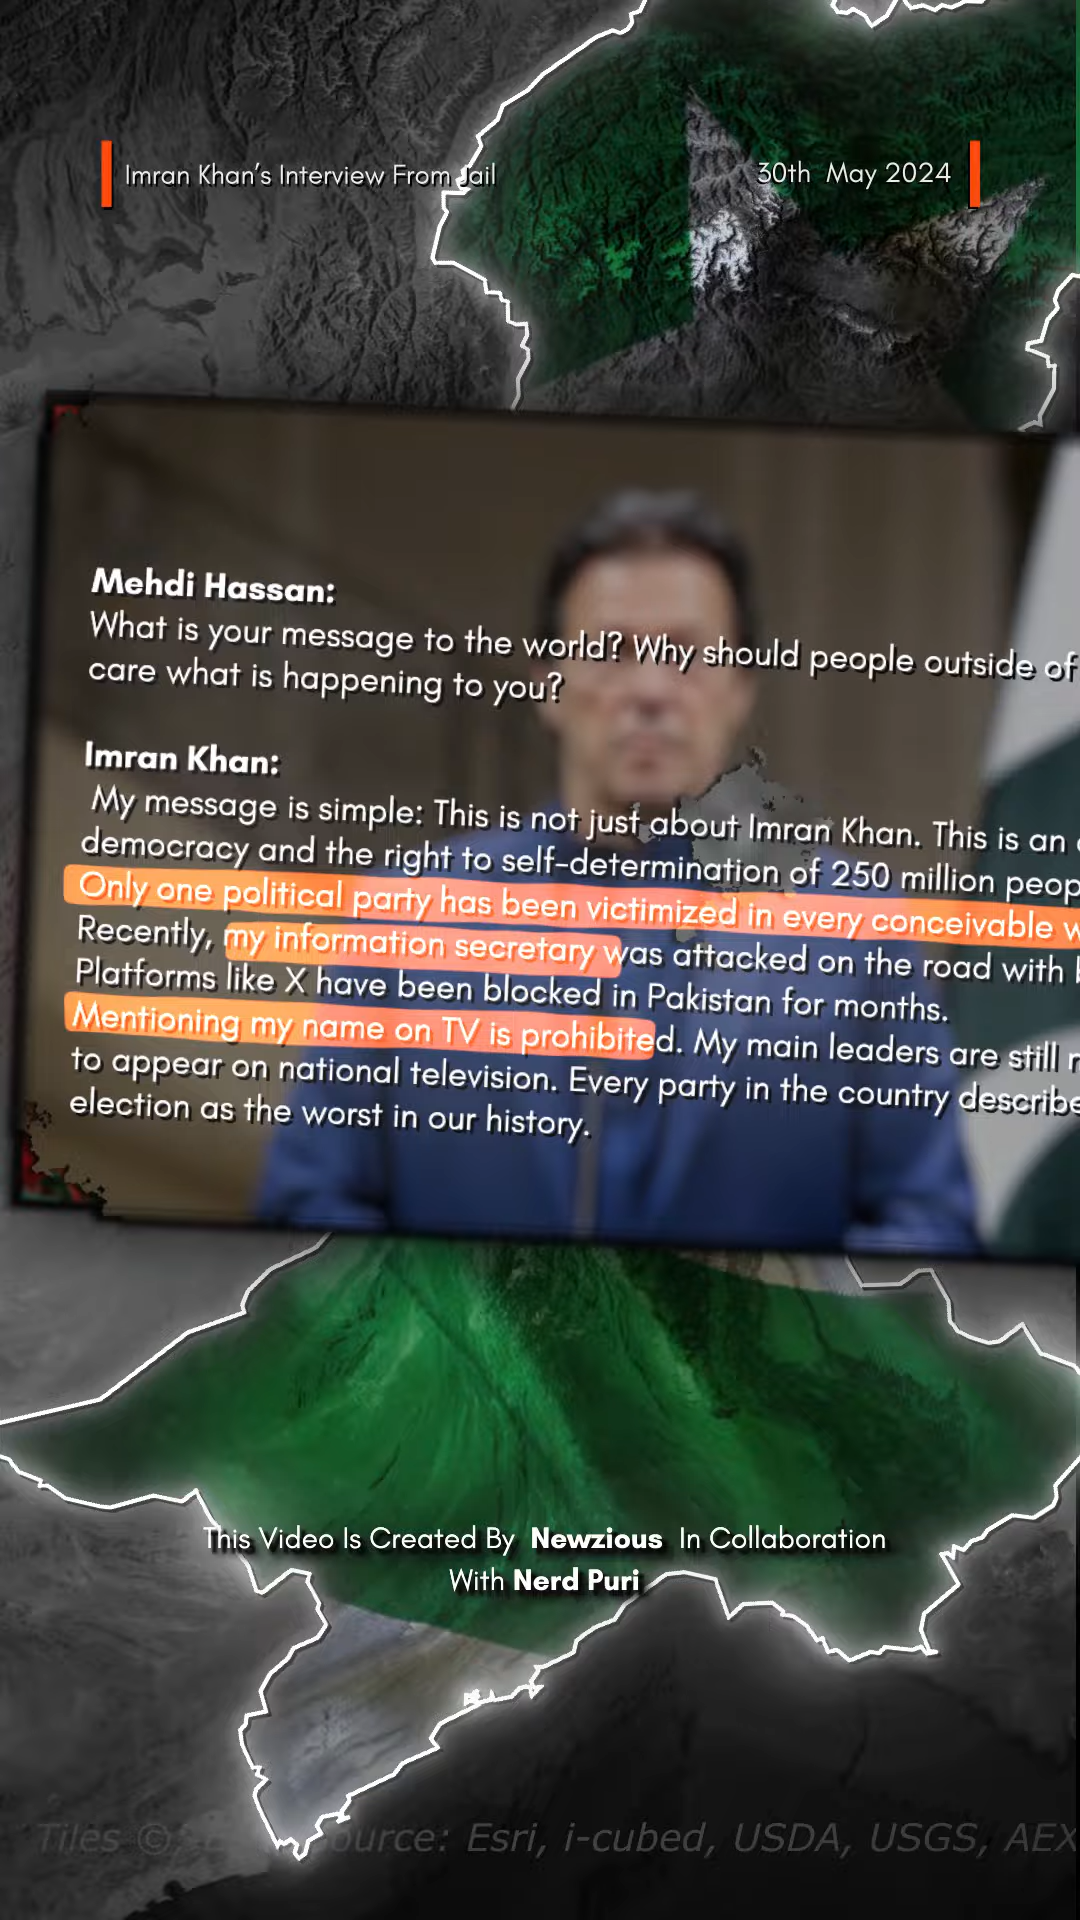 Imran Khan's Interview From Jail
30th May 2024
Mehdi Hassan:
What is your message to the world? Why should people outside of
care what is happening to you?
Imran Khan:
My message is simple: This is not just about Imran Khan. This is an
democracy and the right to self-determination of 250 million
Only one political party has been victimized in every conceivable
Recently, my information secretary was attacked on the road with
Platforms like X have been blocked in Pakistan for months.
Mentioning my name on TV is prohibited. My main leaders are still
to appear on national television. Every party in the country
election as the worst in our history.
This Video Is Created By Newzious In Collaboration
With Nerd Puri
Tiles © Esri, i-cubed, USDA, USGS,